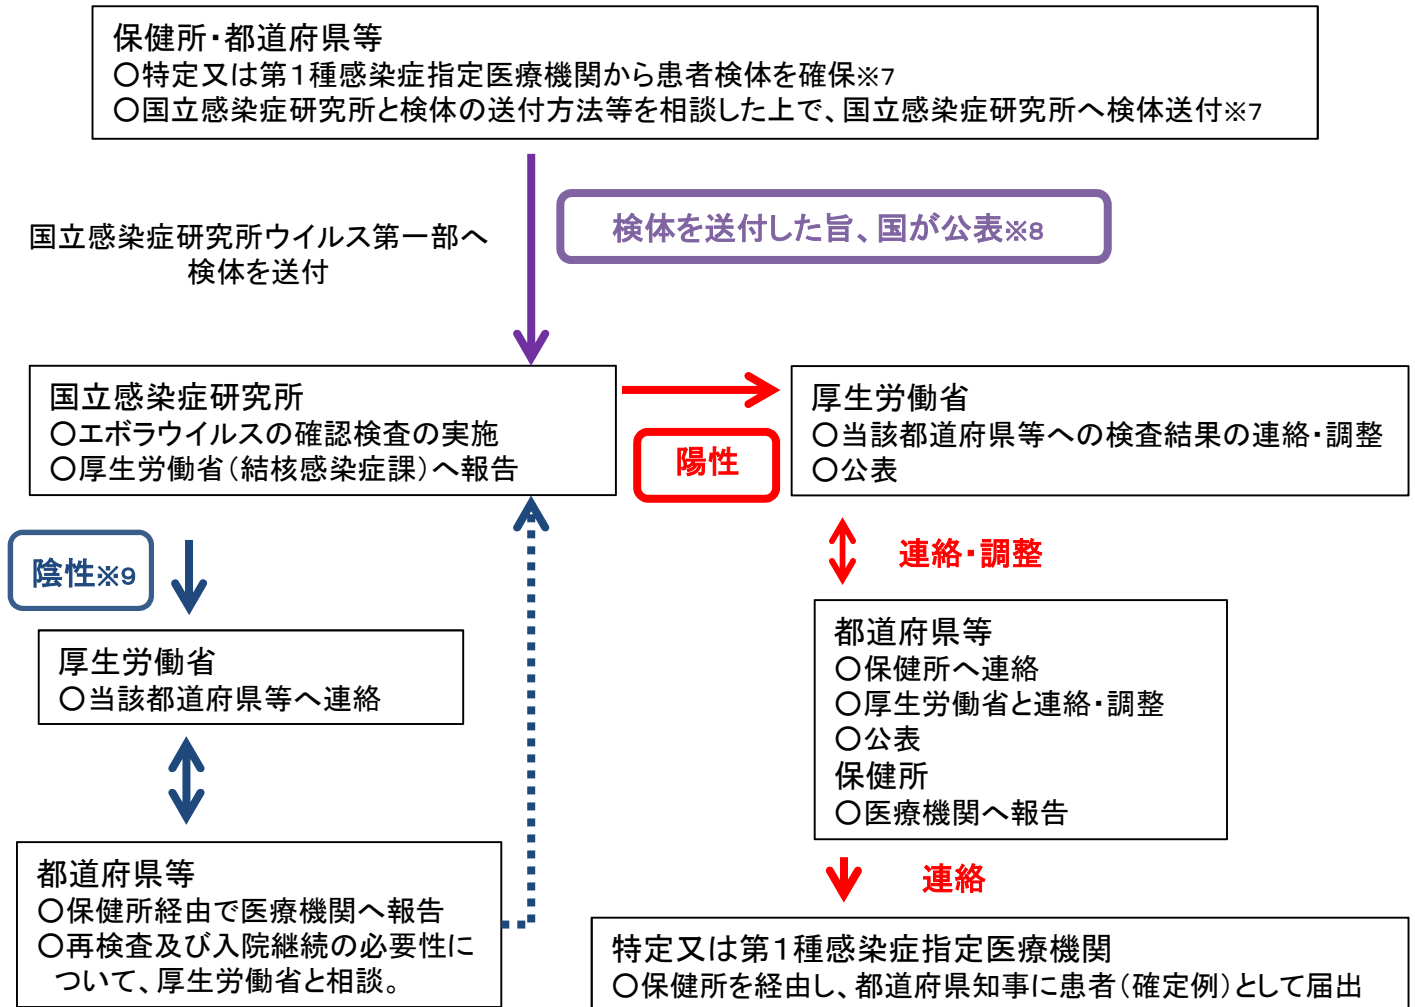 保健所・都道府県等
○特定又は第1種感染症指定医療機関から患者検体を確保※7
○国立感染症研究所と検体の送付方法等を相談した上で、国立感染症研究所へ検体送付※7
国立感染症研究所ウイルス第一部へ
検体を送付
検体を送付した旨、国が公表※8
国立感染症研究所
○エボラウイルスの確認検査の実施
○厚生労働省(結核感染症課)へ報告
陽性
厚生労働省
○当該都道府県等への検査結果の連絡・調整
○公表
陰性※9
連絡・調整
厚生労働省
○当該都道府県等へ連絡
都道府県等
○保健所へ連絡
○厚生労働省と連絡・調整
○公表
保健所
○医療機関へ報告
都道府県等
○保健所経由で医療機関へ報告
○再検査及び入院継続の必要性に
ついて、厚生労働省と相談。
連絡
特定又は第1種感染症指定医療機関
○保健所を経由し、都道府県知事に患者(確定例)として届出